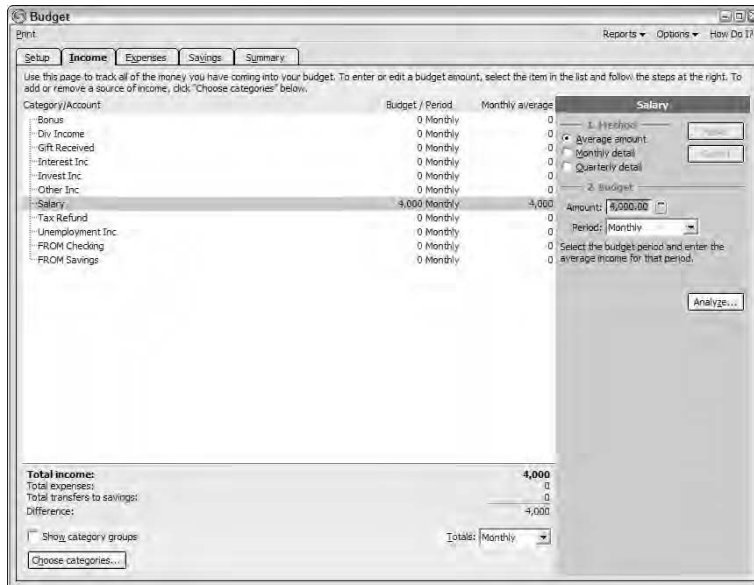 Budget
Print
Reports Options How Do I?
Setup Income Expenses Savings Summary
Use this page to track all of the money you have coming into your budget. To enter or edit a budget amount, select the item in the list and follow the steps at the right. To
add or remove a source of income, click "Choose categories" below.
Category/Account Budget / Period Monthly average
Bonus 0 Monthly 0
Div Income 0 Monthly 0
Gift Received 0 Monthly 0
Interest Inc 0 Monthly 0
Invest Inc 0 Monthly 0
Other Inc 0 Monthly 0
Salary 4,000 Monthly 4,000
Tax Refund 0 Monthly 0
Unemployment Inc 0 Monthly 0
FROM Checking 0 Monthly 0
FROM Savings 0 Monthly 0
Salary
1. Method
Average amount
Monthly detail
Quarterly detail
2. Budget
Amount: 4,000.00
Period: Monthly
Select the budget period and enter the
average income for that period.
Analyze...
Total income: 4,000
Total expenses: 0
Total transfers to savings: 0
Difference: 4,000
Show category groups Totals: Monthly
Choose categories...